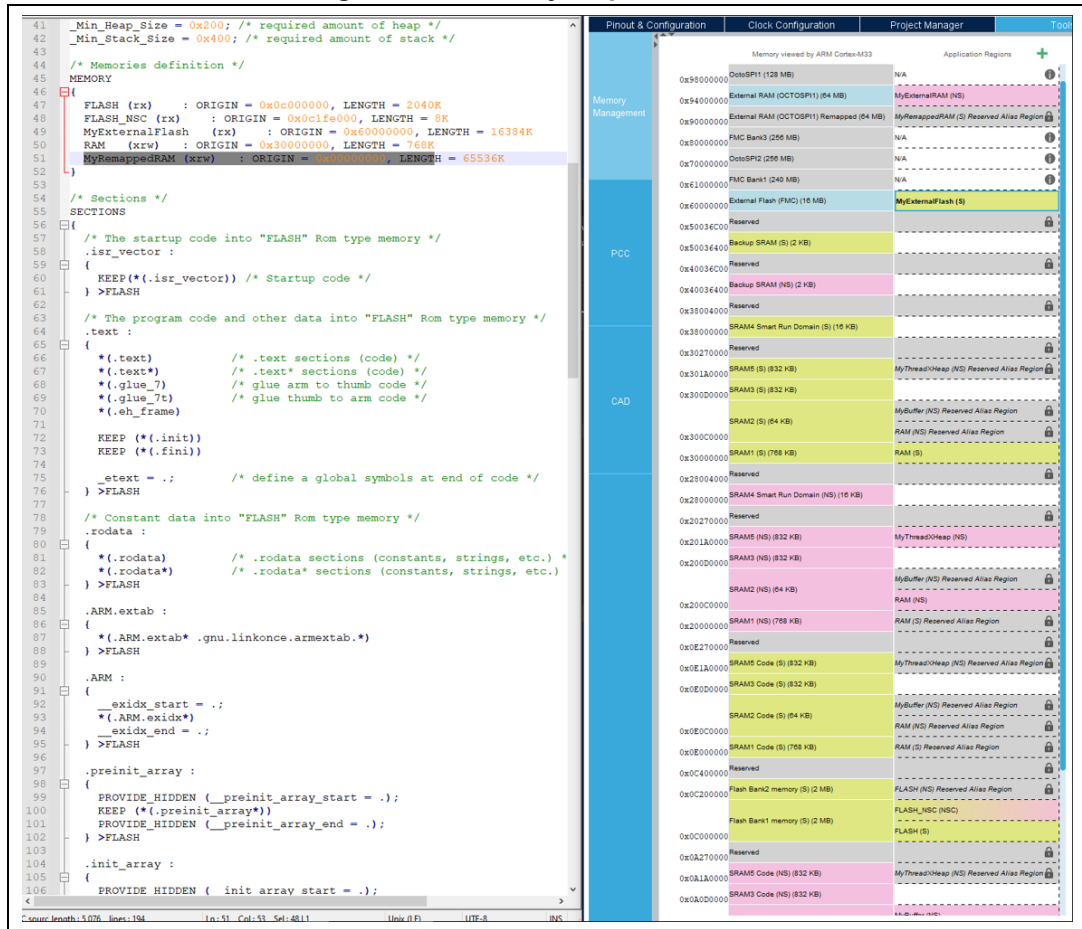 41 _Min_Heap_Size = 0x200; /* required amount of heap */
42 _Min_Stack_Size = 0x400; /* required amount of stack */
43
44 /* Memories definition */
45 MEMORY
46 {
47 FLASH (rx) : ORIGIN = 0x0c000000, LENGTH = 2040K
48 FLASH_NSC (rx) : ORIGIN = 0x0c1fe000, LENGTH = 8K
49 MyExternalFlash (rx) : ORIGIN = 0x60000000, LENGTH = 16384K
50 RAM (xrw) : ORIGIN = 0x30000000, LENGTH = 768K
51 MyRemappedRAM (xrw) : ORIGIN = LENGTH = 65536K
52 }
53
54 /* Sections */
55 SECTIONS
56 {
57 /* The startup code into "FLASH" Rom type memory */
58 .isr_vector :
59 {
60 KEEP(*(.isr_vector)) /* Startup code */
61 } >FLASH
62
63 /* The program code and other data into "FLASH" Rom type memory */
64 .text :
65 {
66 *(.text) /* .text sections (code) */
67 *(.text*) /* .text* sections (code) */
68 *(.glue_7) /* glue arm to thumb code */
69 *(.glue_7t) /* glue thumb to arm code */
70 *(.eh_frame)
71
72 KEEP (*(.init))
73 KEEP (*(.fini))
74
75 _etext = .; /* define a global symbols at end of code */
76 } >FLASH
77
78 /* Constant data into "FLASH" Rom type memory */
79 .rodata :
80 {
81 *(.rodata) /* .rodata sections (constants, strings, etc.) *
82 *(.rodata*) /* .rodata* sections (constants, strings, etc.)
83 } >FLASH
84
85 .ARM.extab :
86 {
87 *(.ARM.extab* .gnu.linkonce.armextab.*)
88 } >FLASH
89
90 .ARM :
91 {
92 __exidx_start = .;
93 *(.ARM.exidx*)
94 __exidx_end = .;
95 } >FLASH
96
97 .preinit_array :
98 {
99 PROVIDE_HIDDEN (__preinit_array_start = .);
100 KEEP (*(.preinit_array*))
101 PROVIDE_HIDDEN (__preinit_array_end = .);
102 } >FLASH
103
104 .init_array :
105 {
106 PROVIDE_HIDDEN (__init_array_start = .);
length : 5,076 lines : 194 Ln : 51 Col : 53 Sel : 48 | 1 Unix (LF) UTF-8 INS
Pinout & Configuration Clock Configuration Project Manager Tools
Memory Management
PCC
CAD
Memory viewed by ARM Cortex-M33 Application Regions +
0x98000000 OctoSPI1 (128 MB) N/A
0x94000000 External RAM (OCTOSPI1) (64 MB) MyExternalRAM (NS)
0x90000000 External RAM (OCTOSPI1) Remapped (64 MB) MyRemappedRAM (S) Reserved Alias Region
0x80000000 FMC Bank3 (256 MB) N/A
0x70000000 OctoSPI2 (256 MB) N/A
0x61000000 FMC Bank1 (240 MB) N/A
0x60000000 External Flash (FMC) (16 MB) MyExternalFlash (S)
0x50036C00 Reserved
0x50036400 Backup SRAM (S) (2 KB)
0x40036C00 Reserved
0x40036400 Backup SRAM (NS) (2 KB)
0x38004000 Reserved
0x38000000 SRAM4 Smart Run Domain (S) (16 KB)
0x30270000 Reserved
0x301A0000 SRAM5 (S) (832 KB) MyThreadXHeap (NS) Reserved Alias Region
0x300D0000 SRAM3 (S) (832 KB)
MyBuffer (NS) Reserved Alias Region
0x300C0000 SRAM2 (S) (64 KB) RAM (NS) Reserved Alias Region
0x30000000 SRAM1 (S) (768 KB) RAM (S)
0x28004000 Reserved
0x28000000 SRAM4 Smart Run Domain (NS) (16 KB)
0x20270000 Reserved
0x201A0000 SRAM5 (NS) (832 KB) MyThreadXHeap (NS)
0x200D0000 SRAM3 (NS) (832 KB)
MyBuffer (NS) Reserved Alias Region
0x200C0000 SRAM2 (NS) (64 KB) RAM (NS)
0x20000000 SRAM1 (NS) (768 KB) RAM (S) Reserved Alias Region
0x0E270000 Reserved
0x0E1A0000 SRAM5 Code (S) (832 KB) MyThreadXHeap (NS) Reserved Alias Region
0x0E0D0000 SRAM3 Code (S) (832 KB)
MyBuffer (NS) Reserved Alias Region
0x0E0C0000 SRAM2 Code (S) (64 KB) RAM (NS) Reserved Alias Region
0x0E000000 SRAM1 Code (S) (768 KB) RAM (S) Reserved Alias Region
0x0C400000 Reserved
0x0C200000 Flash Bank2 memory (S) (2 MB) FLASH (NS) Reserved Alias Region
FLASH_NSC (NSC)
0x0C000000 Flash Bank1 memory (S) (2 MB) FLASH (S)
0x0A270000 Reserved
0x0A1A0000 SRAM5 Code (NS) (832 KB) MyThreadXHeap (NS) Reserved Alias Region
0x0A0D0000 SRAM3 Code (NS) (832 KB)